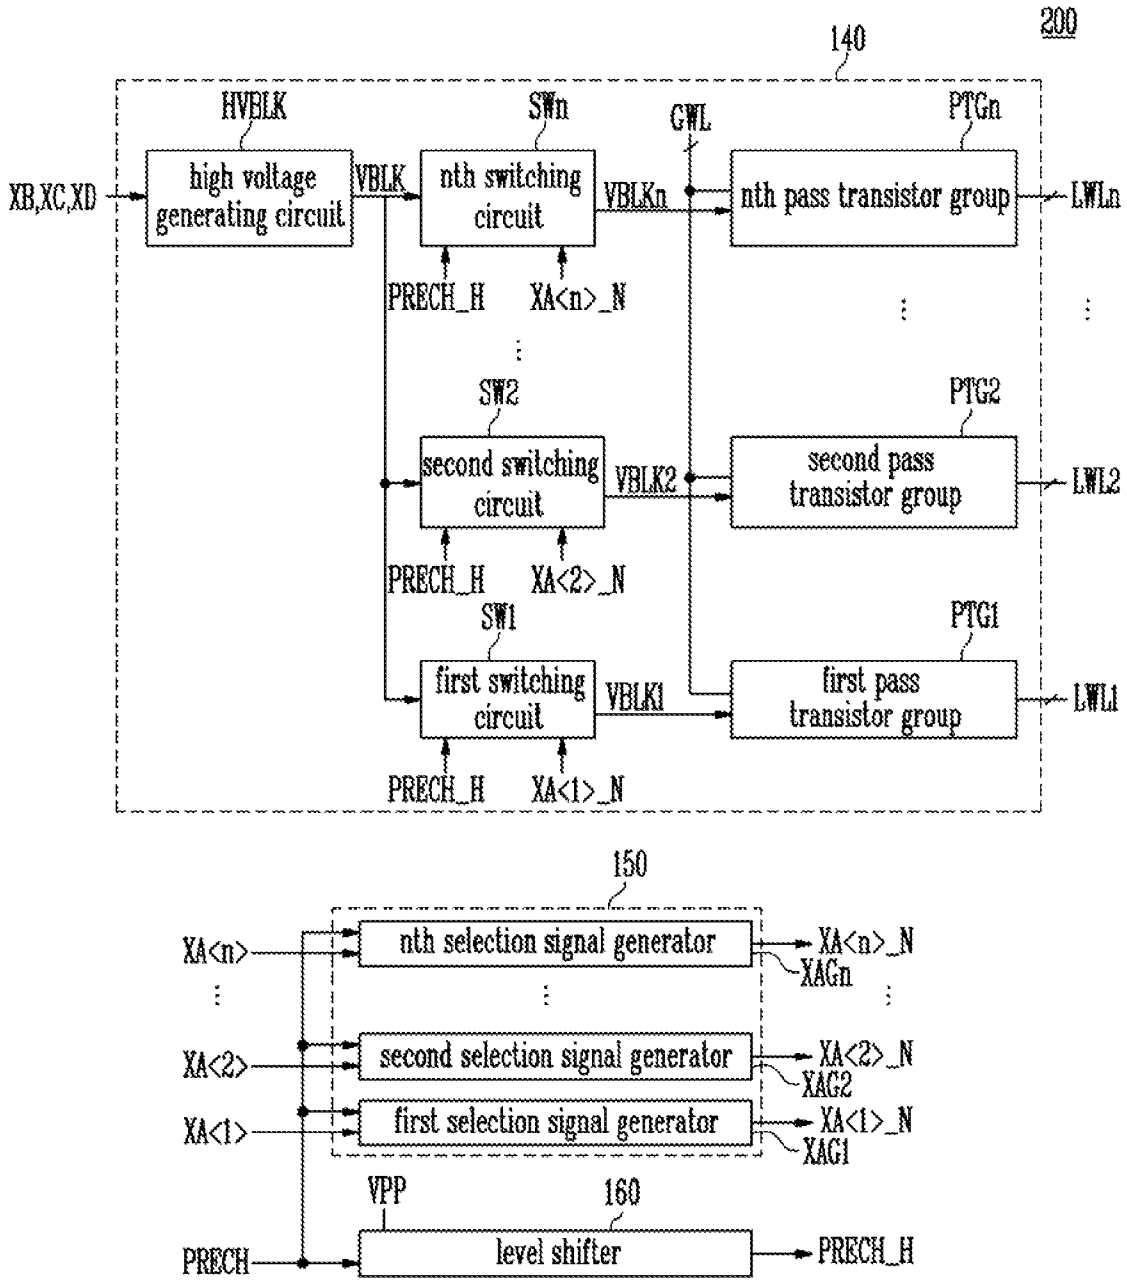 200
140
HVBLK
SWn
GWL
PTGn
XB,XC,XD
high voltage
generating circuit
VBLK
nth switching
circuit
VBLKn
nth pass transistor group
LWLn
PRECH_H
XA<n>_N
SW2
PTG2
second switching
circuit
VBLK2
second pass
transistor group
LWL2
PRECH_H
XA<2>_N
SW1
PTG1
first switching
circuit
VBLK1
first pass
transistor group
LWL1
PRECH_H
XA<1>_N
150
XA<n>
nth selection signal generator
XA<n>_N
XAGn
XA<2>
second selection signal generator
XA<2>_N
XAG2
XA<1>
first selection signal generator
XA<1>_N
XAG1
VPP
160
PRECH
level shifter
PRECH_H